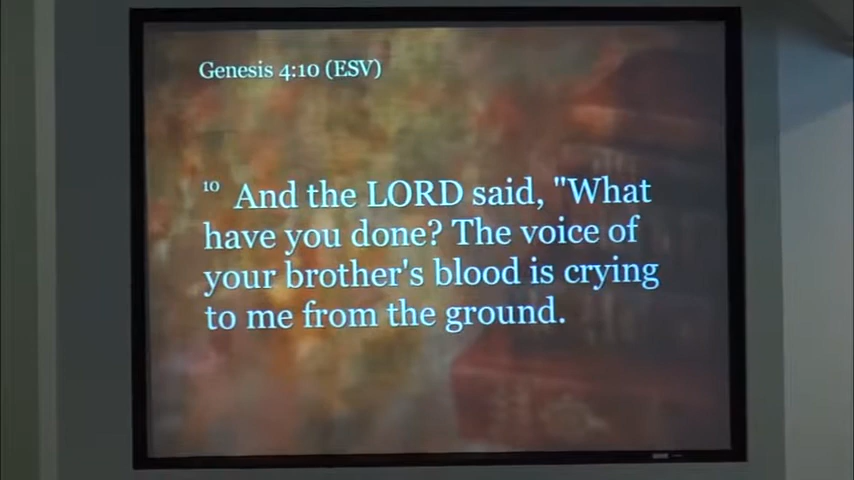 Genesis 4:10 (ESV)
10 And the LORD said, "What
have you done? The voice of
your brother's blood is crying
to me from the ground.